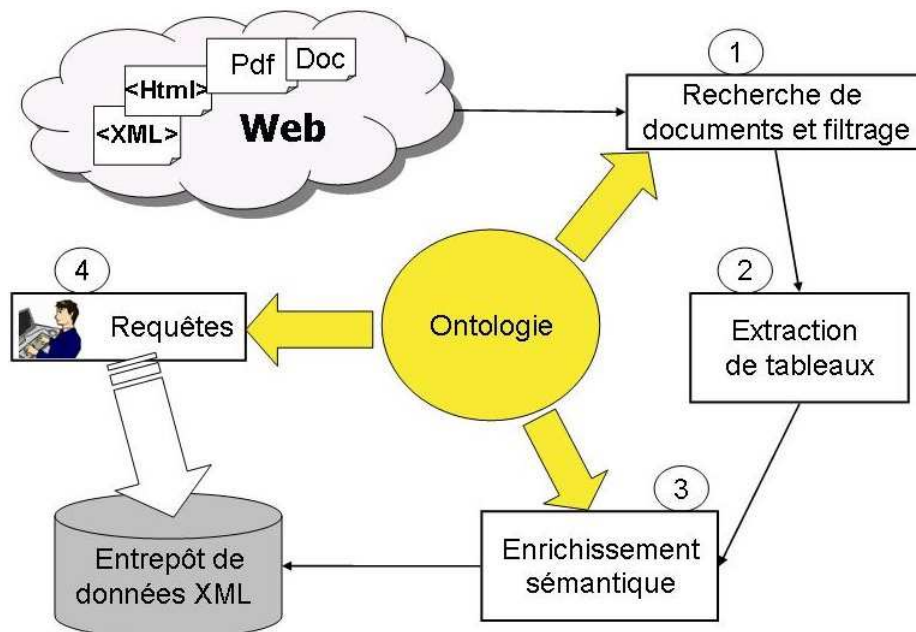 Pdf
Doc
<Html>
<XML>
Web
1
Recherche de
documents et filtrage
2
Extraction
de tableaux
3
Enrichissement
sémantique
4
Requêtes
Ontologie
Entrepôt de
données XML